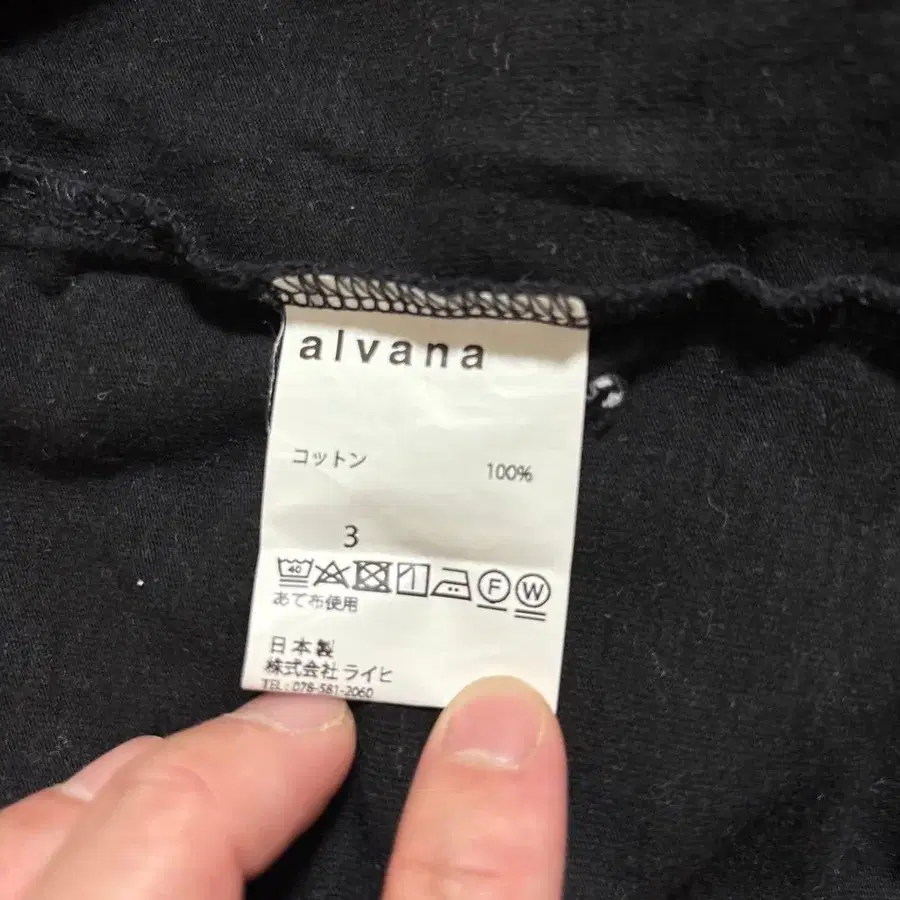 alvana
コットン 100%
3
40 F W
あて布使用
日本製
株式会社 ライヒ
TEL : 078-581-2060